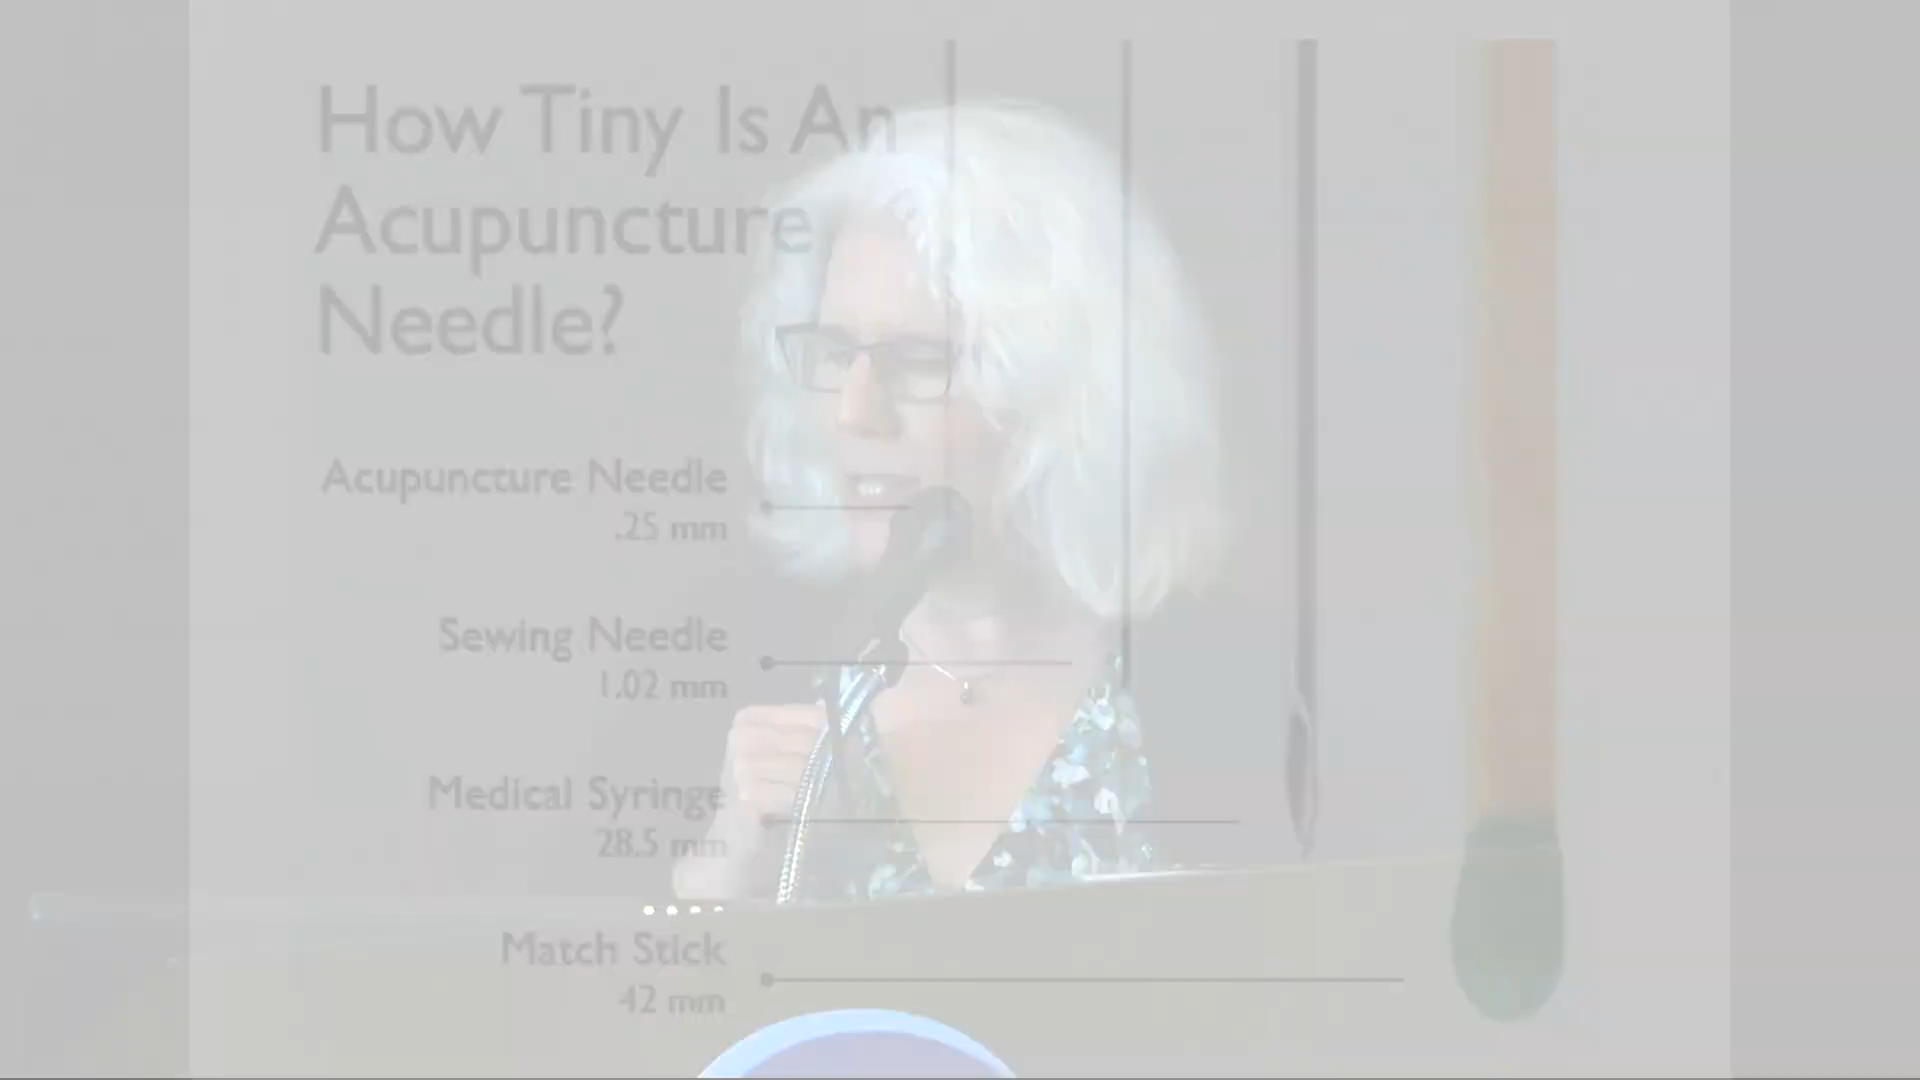 How Tiny Is An
Acupuncture
Needle?
Acupuncture Needle
.25 mm
Sewing Needle
1.02 mm
Medical Syringe
28.5 mm
Match Stick
42 mm